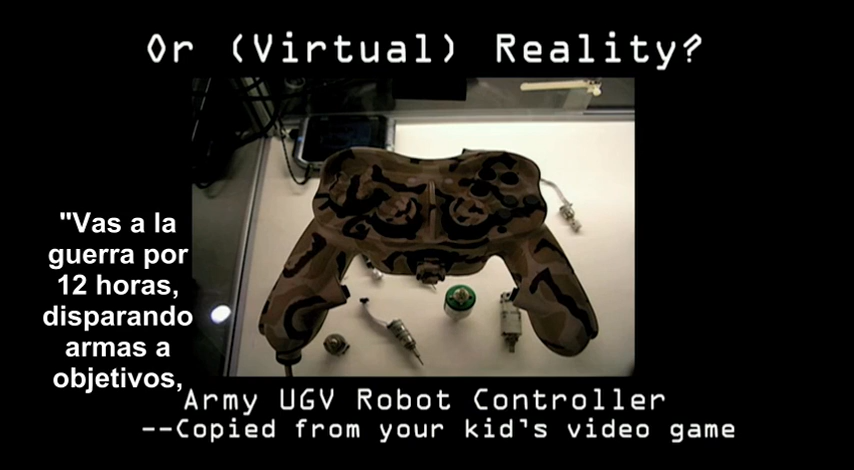 Or (Virtual) Reality?
"Vas a la
guerra por
12 horas,
disparando
armas a
objetivos,
Army UGV Robot Controller
--Copied from your kid's video game